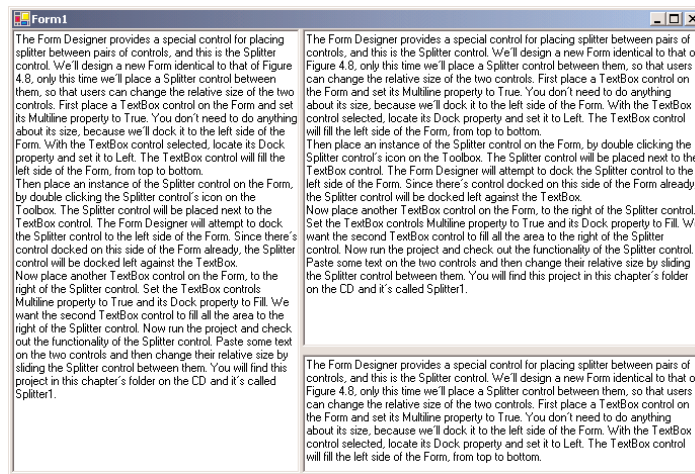 Form1
The Form Designer provides a special control for placing
splitter between pairs of controls, and this is the Splitter
control. We´ll design a new Form identical to that of Figure
4.8, only this time we´ll place a Splitter control between
them, so that users can change the relative size of the two
controls. First place a TextBox control on the Form and set
its Multiline property to True. You don´t need to do anything
about its size, because we´ll dock it to the left side of the
Form. With the TextBox control selected, locate its Dock
property and set it to Left. The TextBox control will fill the
left side of the Form, from top to bottom.
Then place an instance of the Splitter control on the Form,
by double clicking the Splitter control´s icon on the
Toolbox. The Splitter control will be placed next to the
TextBox control. The Form Designer will attempt to dock
the Splitter control to the left side of the Form. Since there´s
control docked on this side of the Form already, the Splitter
control will be docked left against the TextBox.
Now place another TextBox control on the Form, to the
right of the Splitter control. Set the TextBox controls
Multiline property to True and its Dock property to Fill. We
want the second TextBox control to fill all the area to the
right of the Splitter control. Now run the project and check
out the functionality of the Splitter control. Paste some text
on the two controls and then change their relative size by
sliding the Splitter control between them. You will find this
project in this chapter´s folder on the CD and it´s called
Splitter1.
The Form Designer provides a special control for placing splitter between pairs of
controls, and this is the Splitter control. We´ll design a new Form identical to that o
Figure 4.8, only this time we´ll place a Splitter control between them, so that users
can change the relative size of the two controls. First place a TextBox control on
the Form and set its Multiline property to True. You don´t need to do anything
about its size, because we´ll dock it to the left side of the Form. With the TextBox
control selected, locate its Dock property and set it to Left. The TextBox control
will fill the left side of the Form, from top to bottom.
Then place an instance of the Splitter control on the Form, by double clicking the
Splitter control´s icon on the Toolbox. The Splitter control will be placed next to the
TextBox control. The Form Designer will attempt to dock the Splitter control to the
left side of the Form. Since there´s control docked on this side of the Form already
the Splitter control will be docked left against the TextBox.
Now place another TextBox control on the Form, to the right of the Splitter control.
Set the TextBox controls Multiline property to True and its Dock property to Fill. W
want the second TextBox control to fill all the area to the right of the Splitter
control. Now run the project and check out the functionality of the Splitter control.
Paste some text on the two controls and then change their relative size by sliding
the Splitter control between them. You will find this project in this chapter´s folder
on the CD and it´s called Splitter1.
The Form Designer provides a special control for placing splitter between pairs of
controls, and this is the Splitter control. We´ll design a new Form identical to that o
Figure 4.8, only this time we´ll place a Splitter control between them, so that users
can change the relative size of the two controls. First place a TextBox control on
the Form and set its Multiline property to True. You don´t need to do anything
about its size, because we´ll dock it to the left side of the Form. With the TextBox
control selected, locate its Dock property and set it to Left. The TextBox control
will fill the left side of the Form, from top to bottom.